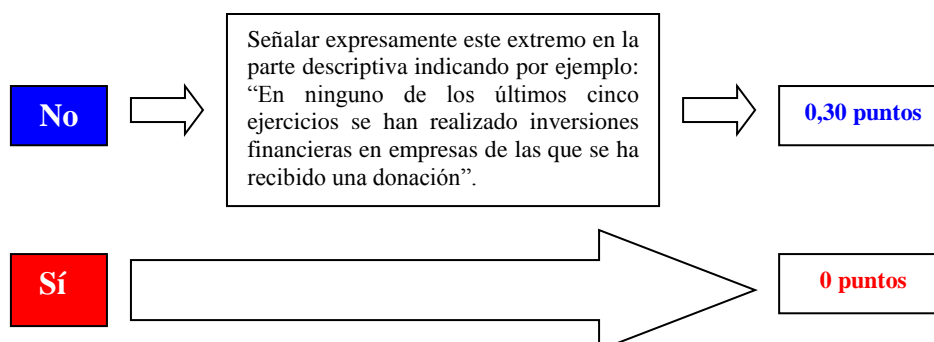 Señalar expresamente este extremo en la
parte descriptiva indicando por ejemplo:
“En ninguno de los últimos cinco
ejercicios se han realizado inversiones
financieras en empresas de las que se ha
recibido una donación”.
No
0,30 puntos
Sí
0 puntos